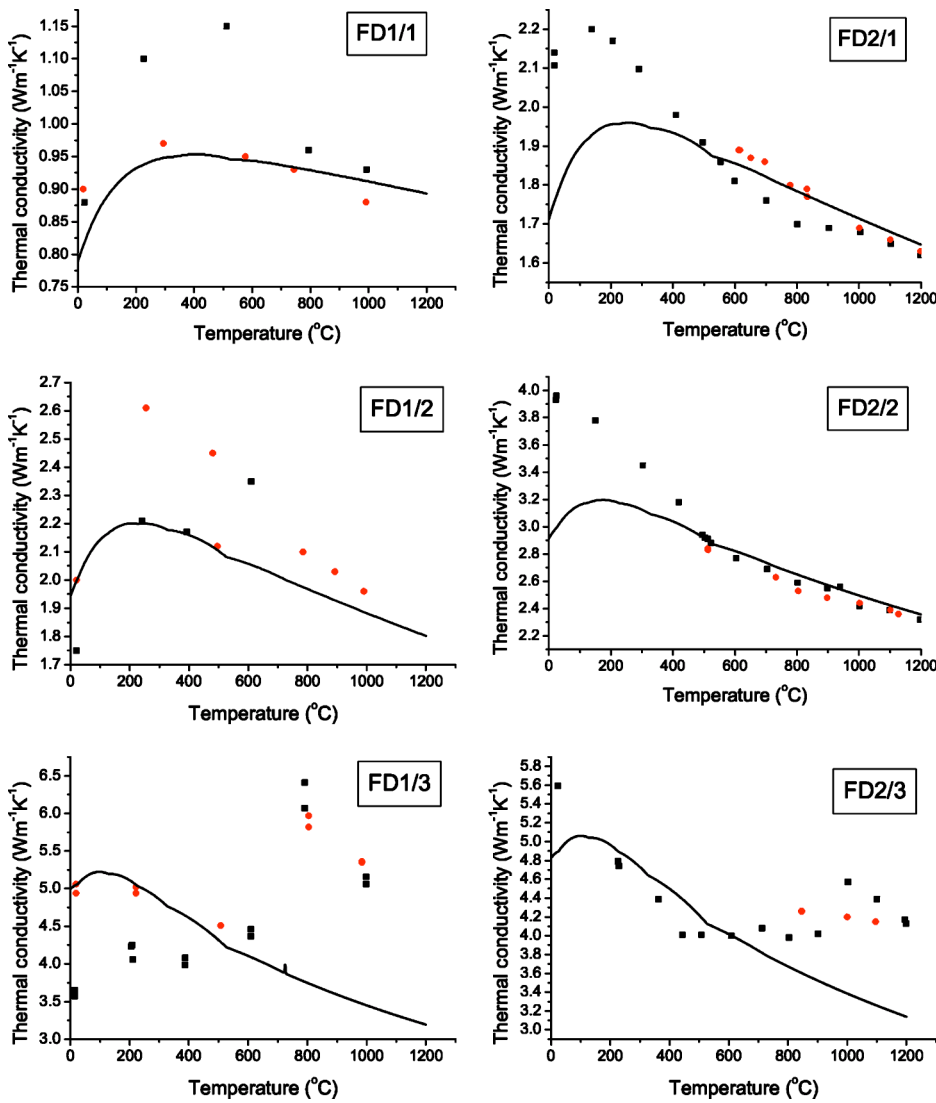 FD1/1
Thermal conductivity (Wm⁻¹K⁻¹)
1.15
1.10
1.05
1.00
0.95
0.90
0.85
0.80
0.75
0 200 400 600 800 1000 1200
Temperature (°C)
FD2/1
Thermal conductivity (Wm⁻¹K⁻¹)
2.2
2.1
2.0
1.9
1.8
1.7
1.6
0 200 400 600 800 1000 1200
Temperature (°C)
FD1/2
Thermal conductivity (Wm⁻¹K⁻¹)
2.7
2.6
2.5
2.4
2.3
2.2
2.1
2.0
1.9
1.8
1.7
0 200 400 600 800 1000 1200
Temperature (°C)
FD2/2
Thermal conductivity (Wm⁻¹K⁻¹)
4.0
3.8
3.6
3.4
3.2
3.0
2.8
2.6
2.4
2.2
0 200 400 600 800 1000 1200
Temperature (°C)
FD1/3
Thermal conductivity (Wm⁻¹K⁻¹)
6.5
6.0
5.5
5.0
4.5
4.0
3.5
3.0
0 200 400 600 800 1000 1200
Temperature (°C)
FD2/3
Thermal conductivity (Wm⁻¹K⁻¹)
5.8
5.6
5.4
5.2
5.0
4.8
4.6
4.4
4.2
4.0
3.8
3.6
3.4
3.2
3.0
0 200 400 600 800 1000 1200
Temperature (°C)